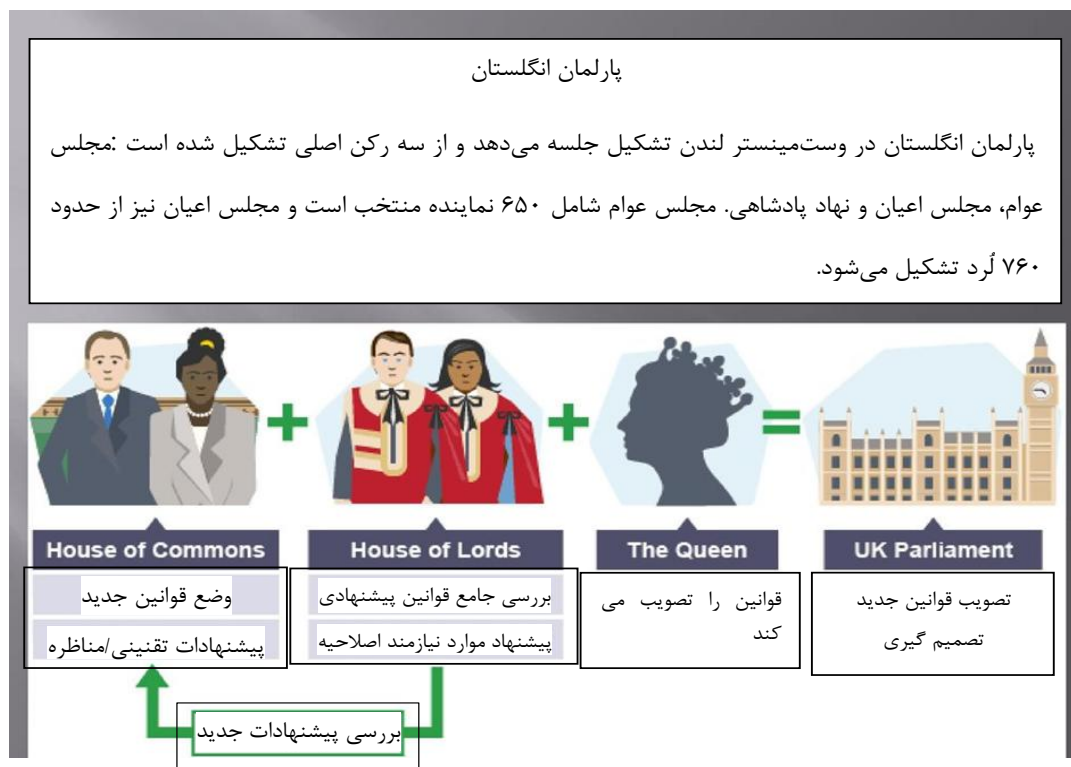 پارلمان انگلستان
پارلمان انگلستان در وست‌مینستر لندن تشکیل جلسه می‌دهد و از سه رکن اصلی تشکیل شده است :مجلس
عوام، مجلس اعیان و نهاد پادشاهی. مجلس عوام شامل ۶۵۰ نماینده منتخب است و مجلس اعیان نیز از حدود
۷۶۰ لُرد تشکیل می‌شود.
House of Commons
وضع قوانین جدید
پیشنهادات تقنینی/مناظره
House of Lords
بررسی جامع قوانین پیشنهادی
پیشنهاد موارد نیازمند اصلاحیه
The Queen
قوانین را تصویب می
کند
UK Parliament
تصویب قوانین جدید
تصمیم گیری
بررسی پیشنهادات جدید